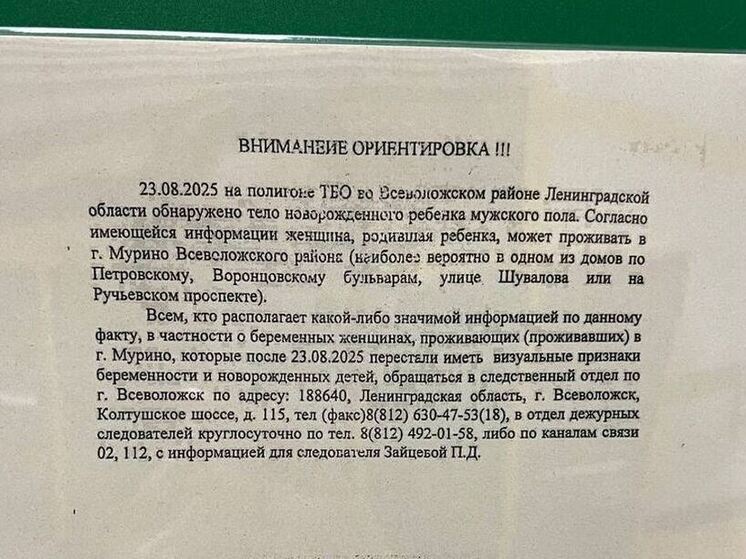 ВНИМАНЕИЕ ОРИЕНТИРОВКА !!!
23.08.2025 на полигоне ТБО во Всеволожском районе Ленинградской
области обнаружено тело новорожденного ребенка мужского пола. Согласно
имеющейся информации женщина, родившая ребенка, может проживать в
г. Мурино Всеволожского района (наиболее вероятно в одном из домов по
Петровскому, Воронцовскому бульварам, улице Шувалова или на
Ручьевском проспекте).
Всем, кто располагает какой-либо значимой информацией по данному
факту, в частности о беременных женщинах, проживающих (проживавших) в
г. Мурино, которые после 23.08.2025 перестали иметь визуальные признаки
беременности и новорожденных детей, обращаться в следственный отдел по
г. Всеволожск по адресу: 188640, Ленинградская область, г. Всеволожск,
Колтушское шоссе, д. 115, тел (факс)8(812) 630-47-53(18), в отдел дежурных
следователей круглосуточно по тел. 8(812) 492-01-58, либо по каналам связи
02, 112, с информацией для следователя Зайцевой П.Д.